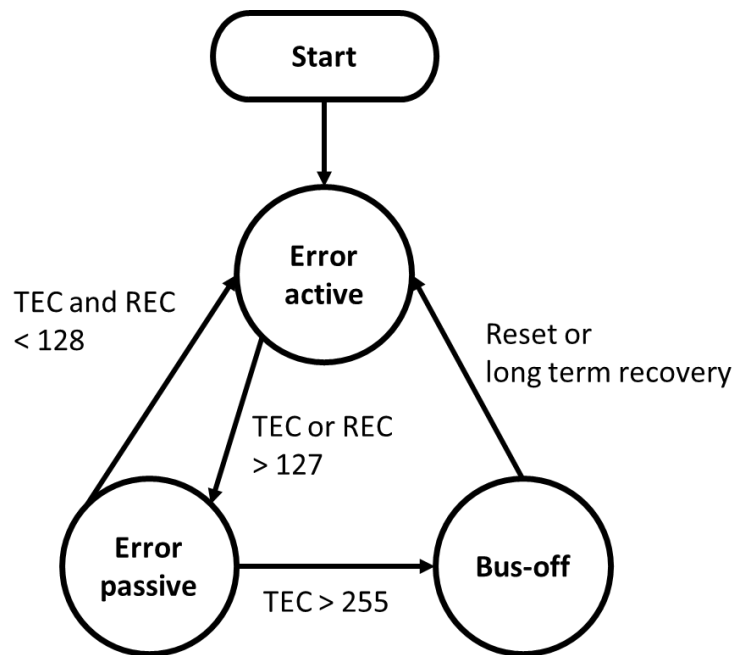 Start
Error
active
TEC and REC
< 128
Reset or
long term recovery
TEC or REC
> 127
Error
passive
TEC > 255
Bus-off